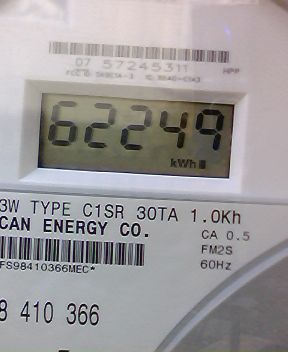 07 57245311
HPP
62249
kWh
3W TYPE C1SR 30TA 1.0Kh
CAN ENERGY CO.
CA 0.5
FM2S
60Hz
FS98410366MEC*
8 410 366